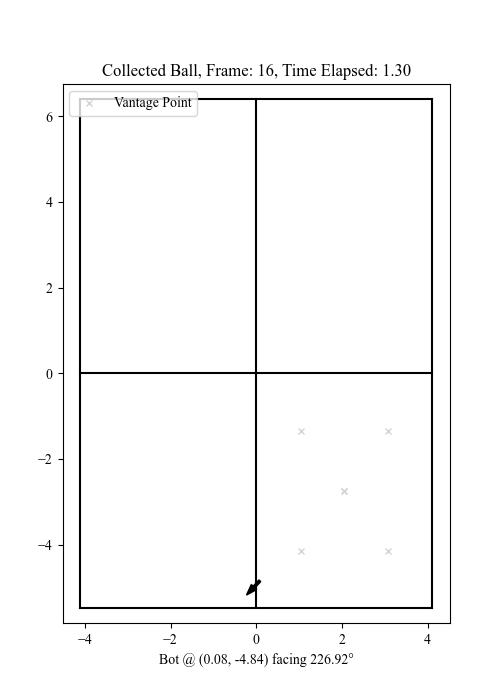 Collected Ball, Frame: 16, Time Elapsed: 1.30
Vantage Point
6
4
2
0
−2
−4
−4 −2 0 2 4
Bot @ (0.08, -4.84) facing 226.92°